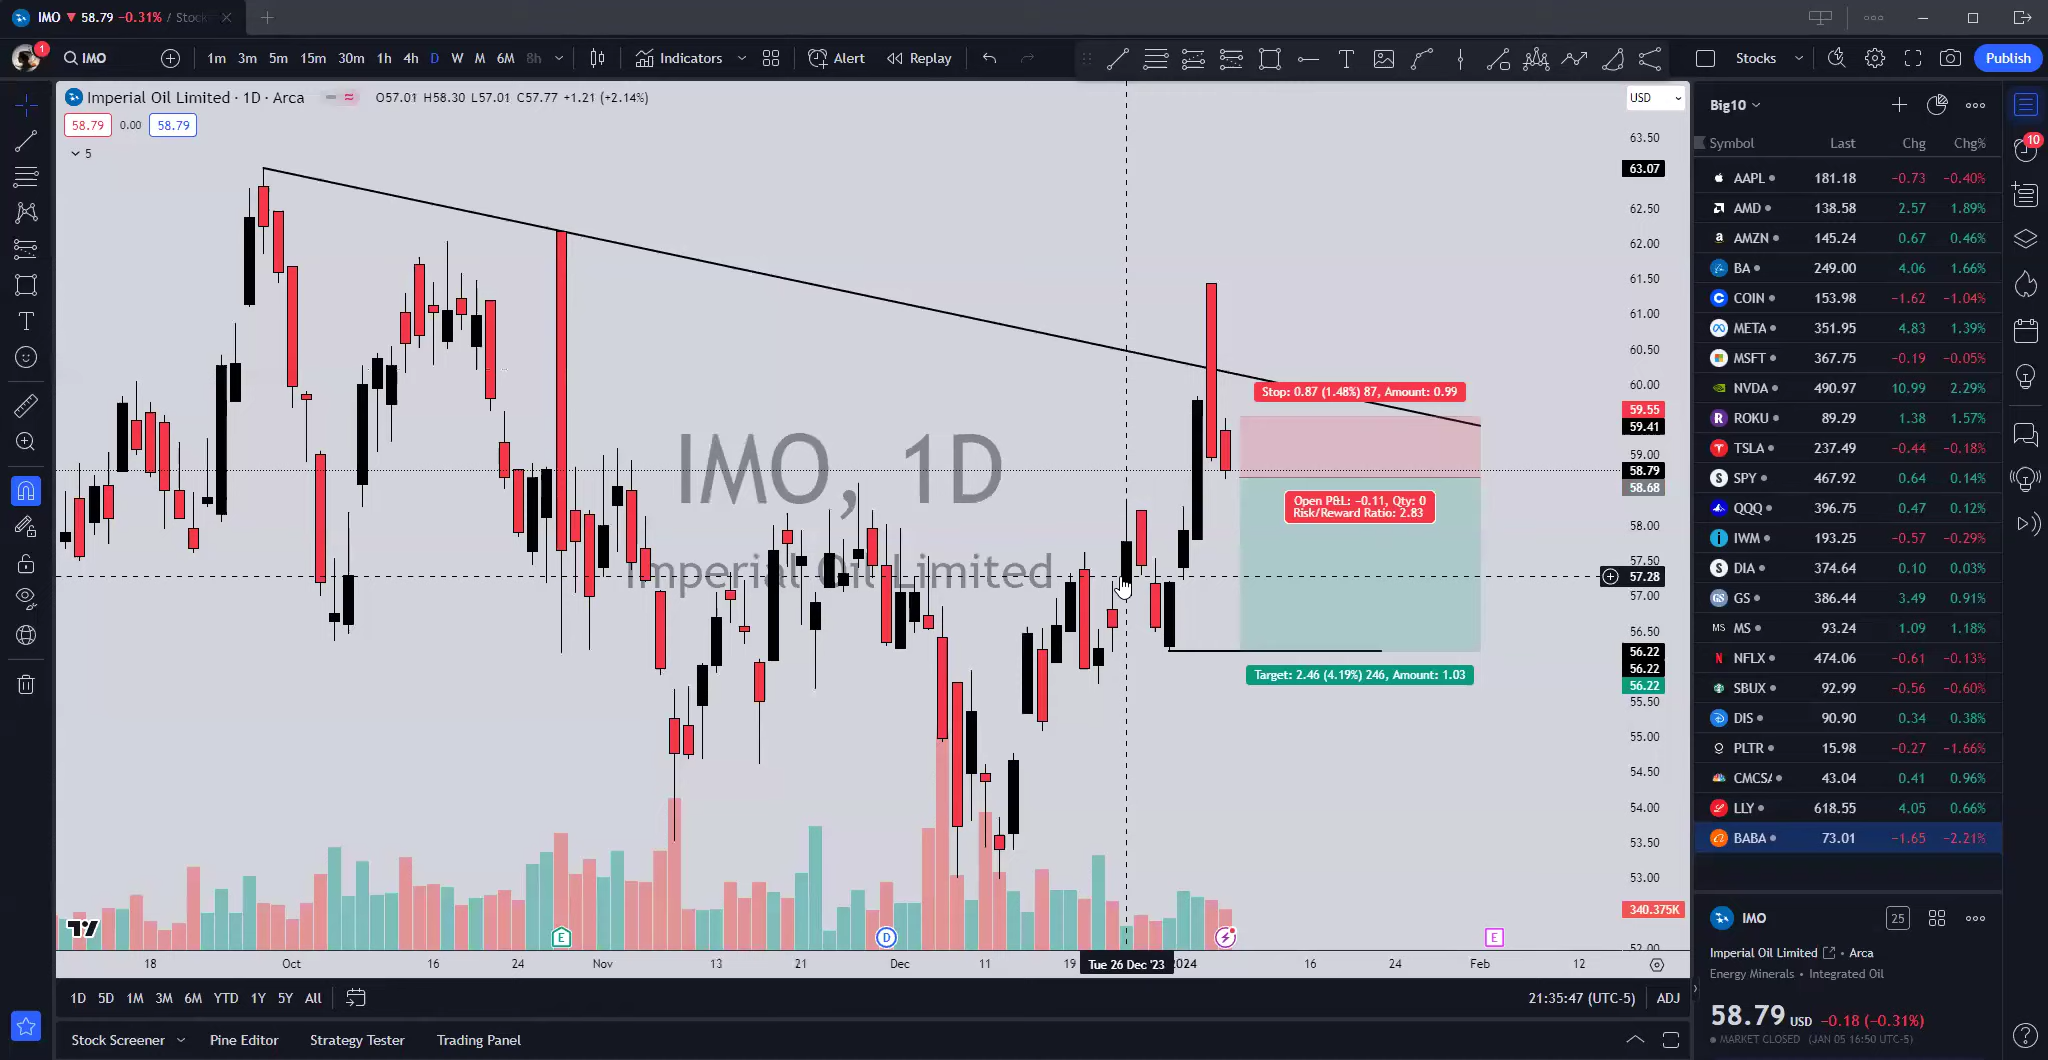 IMO ▼ 58.79 −0.31% / Stock
1
IMO
1m 3m 5m 15m 30m 1h 4h D W M 6M 8h
Indicators
Alert
Replay
Stocks
Publish
Imperial Oil Limited · 1D · Arca
O57.01 H58.30 L57.01 C57.77 +1.21 (+2.14%)
58.79 0.00 58.79
5
USD
63.50
63.07
62.50
62.00
61.50
61.00
60.50
60.00
59.55
59.41
59.00
58.79
58.68
58.00
57.50
57.28
57.00
56.50
56.22
56.22
56.22
55.50
55.00
54.50
54.00
53.50
53.00
340.375K
52.00
IMO, 1D
Imperial Oil Limited
Stop: 0.87 (1.48%) 87, Amount: 0.99
Open P&L: −0.11, Qty: 0
Risk/Reward Ratio: 2.83
Target: 2.46 (4.19%) 246, Amount: 1.03
E
D
E
18 Oct 16 24 Nov 13 21 Dec 11 19 Tue 26 Dec '23 2024 16 24 Feb 12
1D 5D 1M 3M 6M YTD 1Y 5Y All
21:35:47 (UTC-5) ADJ
Stock Screener Pine Editor Strategy Tester Trading Panel
Big10
Symbol Last Chg Chg%
AAPL 181.18 −0.73 −0.40%
AMD 138.58 2.57 1.89%
AMZN 145.24 0.67 0.46%
BA 249.00 4.06 1.66%
COIN 153.98 −1.62 −1.04%
META 351.95 4.83 1.39%
MSFT 367.75 −0.19 −0.05%
NVDA 490.97 10.99 2.29%
ROKU 89.29 1.38 1.57%
TSLA 237.49 −0.44 −0.18%
SPY 467.92 0.64 0.14%
QQQ 396.75 0.47 0.12%
IWM 193.25 −0.57 −0.29%
DIA 374.64 0.10 0.03%
GS 386.44 3.49 0.91%
MS 93.24 1.09 1.18%
NFLX 474.06 −0.61 −0.13%
SBUX 92.99 −0.56 −0.60%
DIS 90.90 0.34 0.38%
PLTR 15.98 −0.27 −1.66%
CMCSA 43.04 0.41 0.96%
LLY 618.55 4.05 0.66%
BABA 73.01 −1.65 −2.21%
10
IMO
25
Imperial Oil Limited • Arca
Energy Minerals • Integrated Oil
58.79 USD −0.18 (−0.31%)
MARKET CLOSED (JAN 05 16:50 UTC-5)